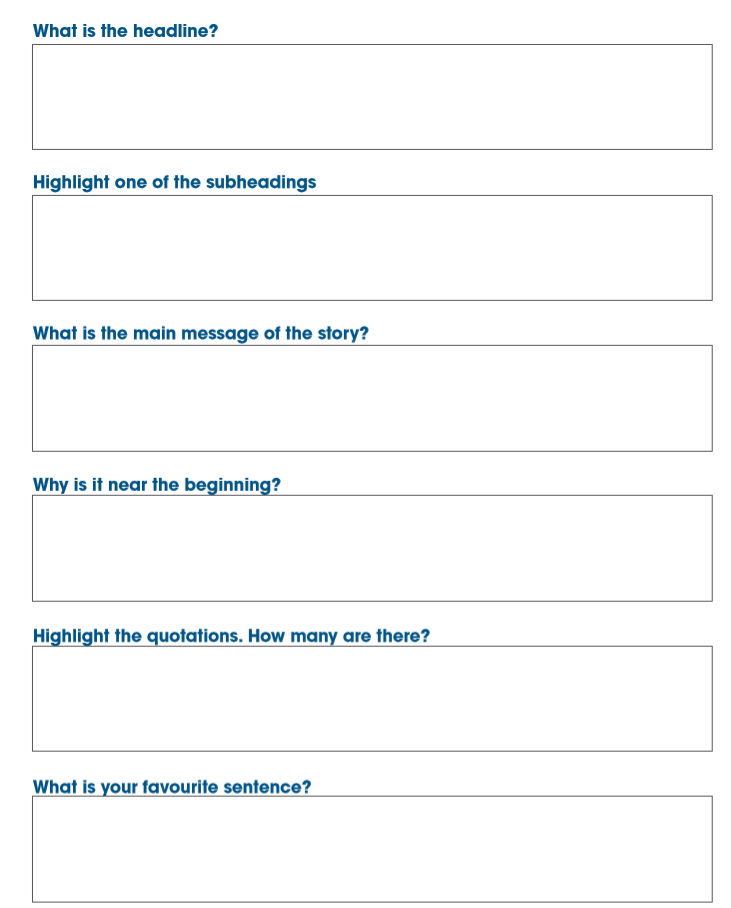 What is the headline?
Highlight one of the subheadings
What is the main message of the story?
Why is it near the beginning?
Highlight the quotations. How many are there?
What is your favourite sentence?